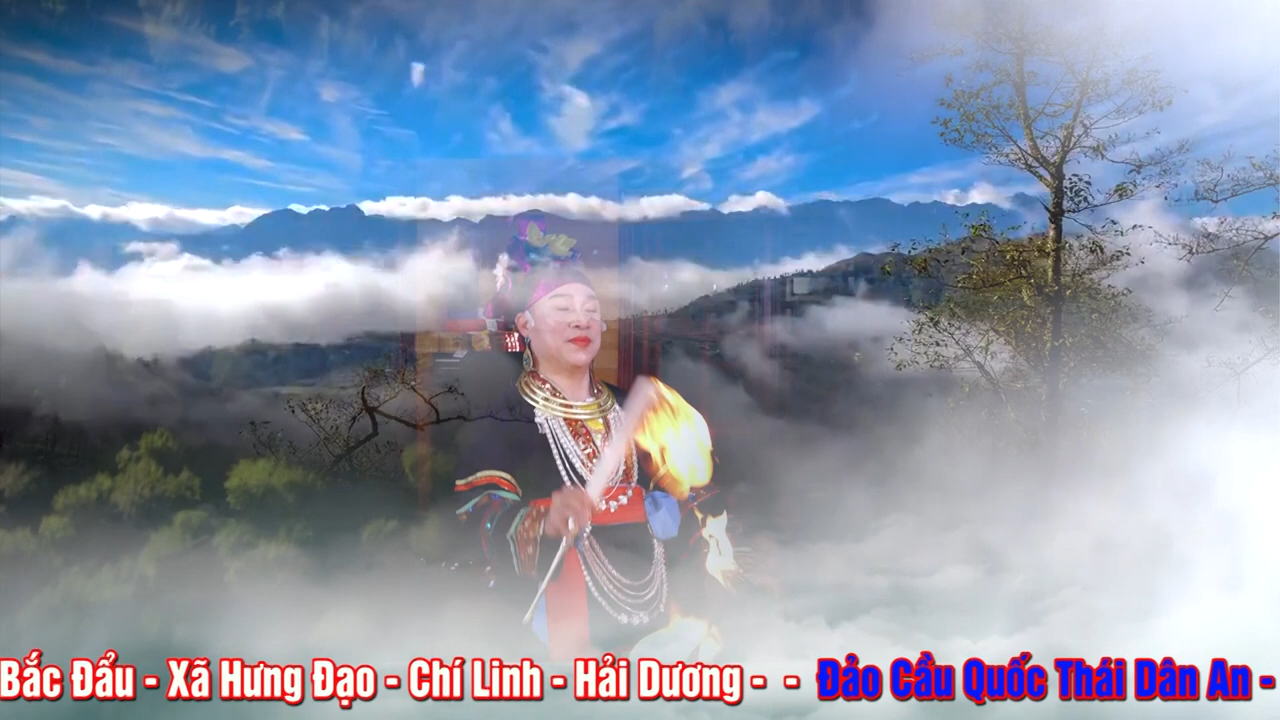 Bắc Đẩu - Xã Hưng Đạo - Chí Linh - Hải Dương - - Đảo Cầu Quốc Thái Dân An -